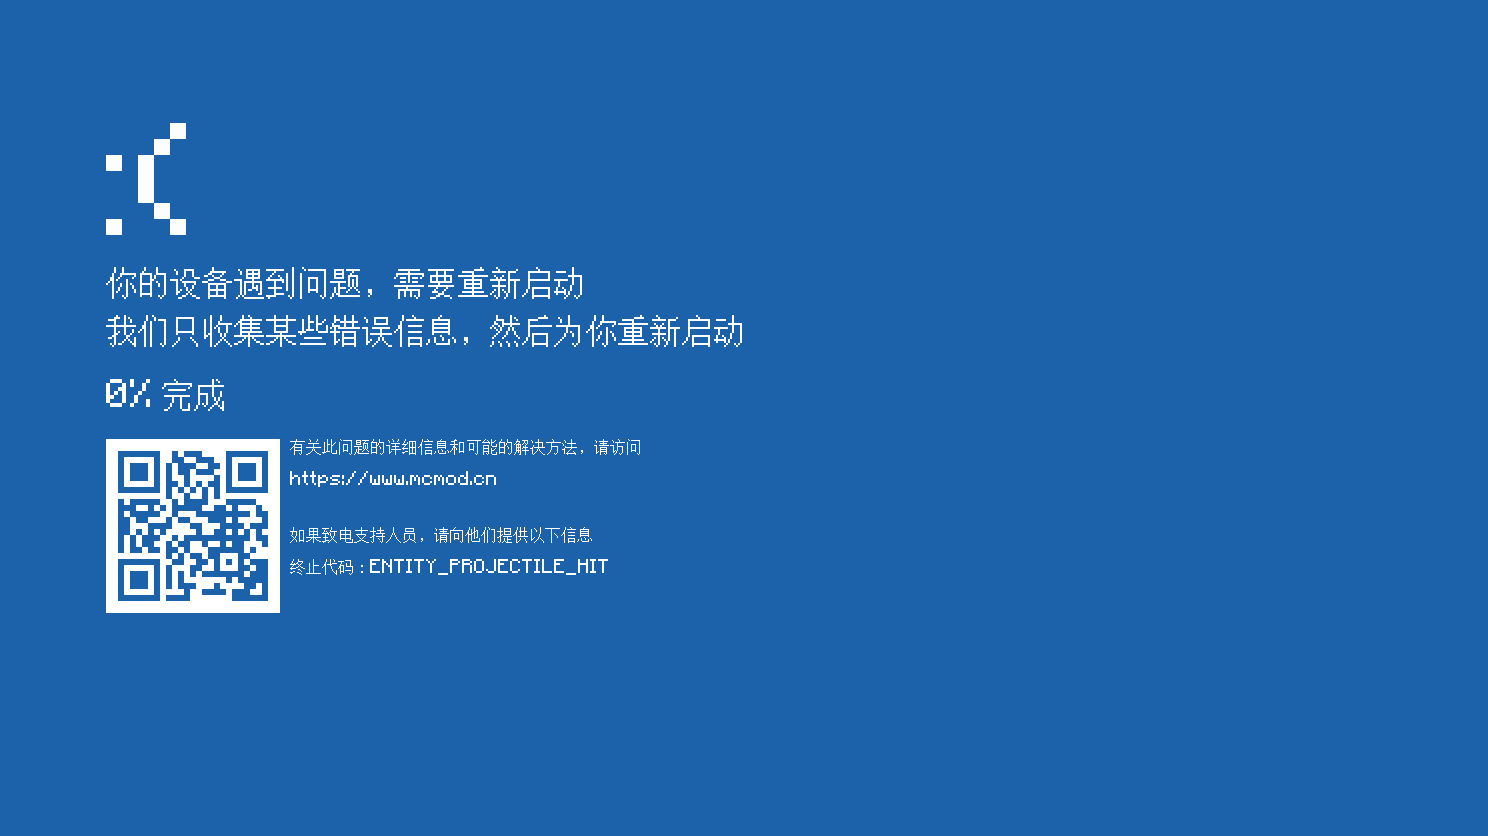 :(
你的设备遇到问题，需要重新启动
我们只收集某些错误信息，然后为你重新启动
0% 完成
有关此问题的详细信息和可能的解决方法，请访问
https://www.mcmod.cn
如果致电支持人员，请向他们提供以下信息
终止代码：ENTITY_PROJECTILE_HIT